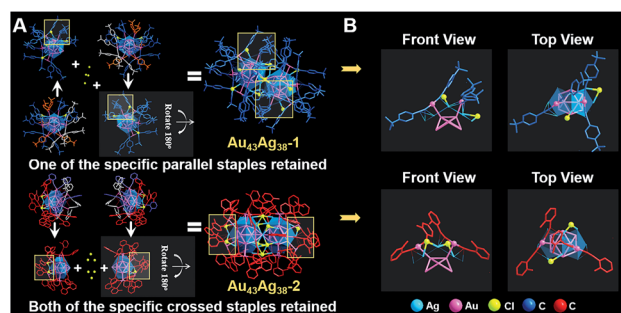 A
B
+
+
=
Rotate 180°
Au43Ag38-1
One of the specific parallel staples retained
Front View
Top View
+
+
=
Rotate 180°
Au43Ag38-2
Both of the specific crossed staples retained
Front View
Top View
Ag
Au
Cl
C
C